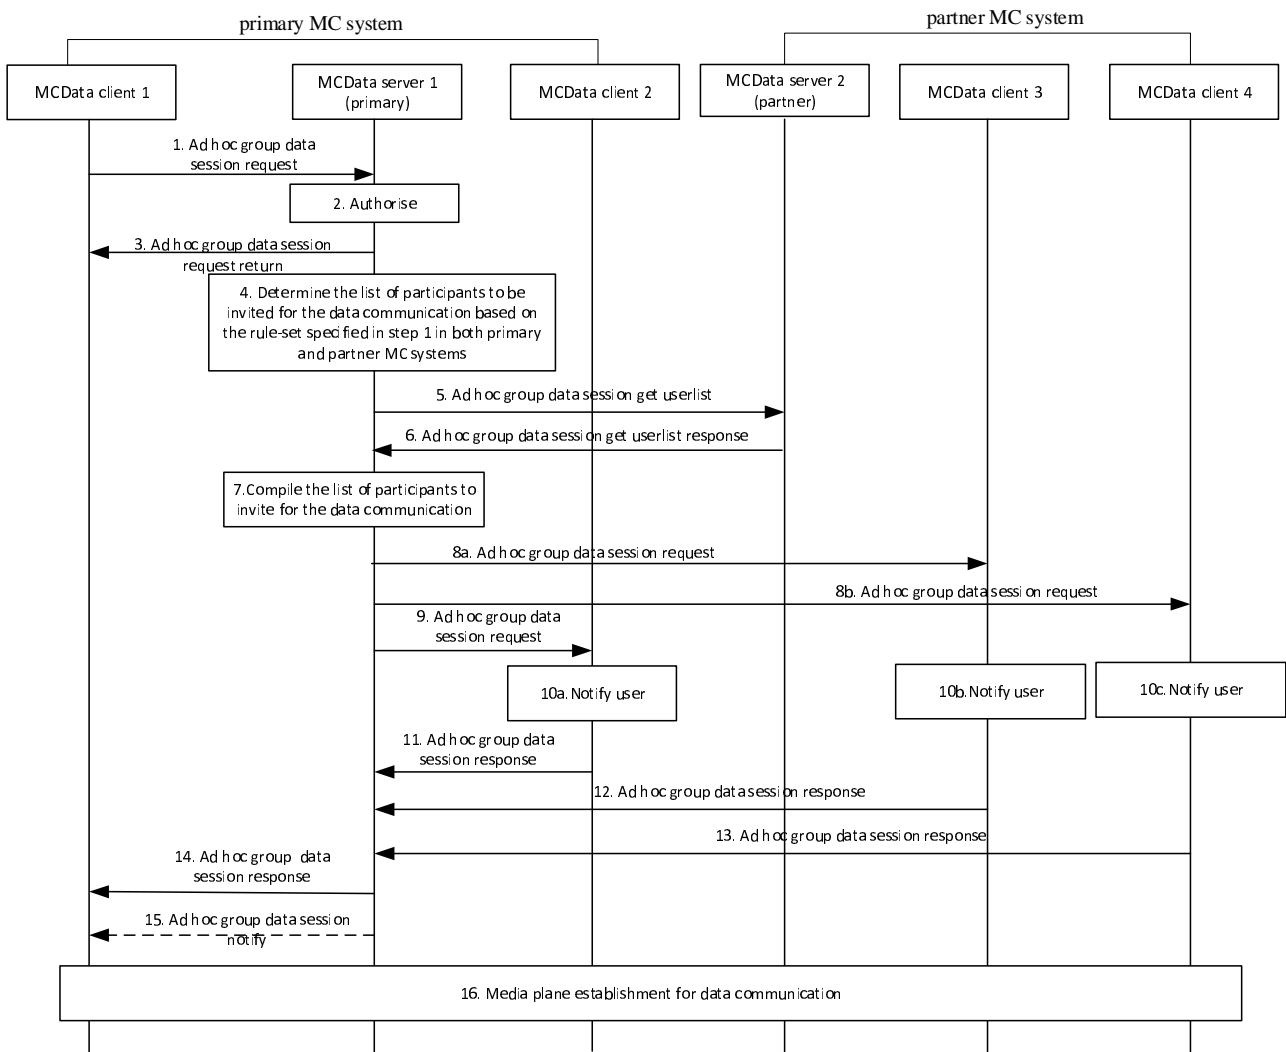 primary MC system
partner MC system
MCData client 1
MCData server 1
(primary)
MCData client 2
MCData server 2
(partner)
MCData client 3
MCData client 4
1. Ad hoc group data
session request
2. Authorise
3. Ad hoc group data session
request return
4. Determine the list of participants to be
invited for the data communication based on
the rule-set specified in step 1 in both primary
and partner MC systems
5. Ad hoc group data session get userlist
6. Ad hoc group data session get userlist response
7.Compile the list of participants to
invite for the data communication
8a. Ad hoc group data session request
8b. Ad hoc group data session request
9. Ad hoc group data
session request
10a. Notify user
10b. Notify user
10c. Notify user
11. Ad hoc group data
session response
12. Ad hoc group data session response
13. Ad hoc group data session response
14. Ad hoc group data
session response
15. Ad hoc group data session
notify
16. Media plane establishment for data communication